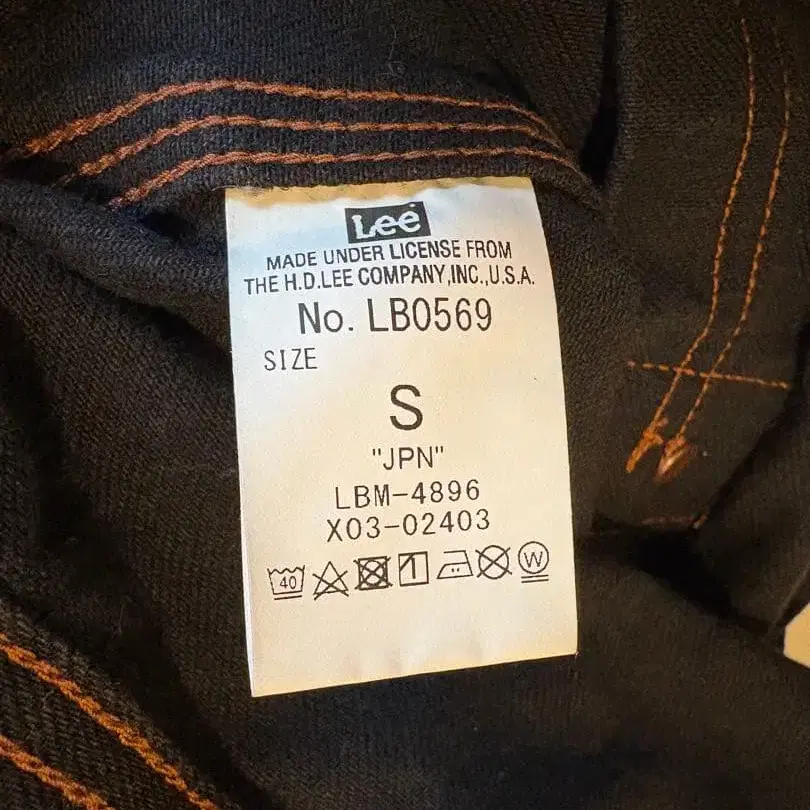 Lee
MADE UNDER LICENSE FROM
THE H.D.LEE COMPANY,INC.,U.S.A.
No. LB0569
SIZE
S
"JPN"
LBM-4896
X03-02403
40 W